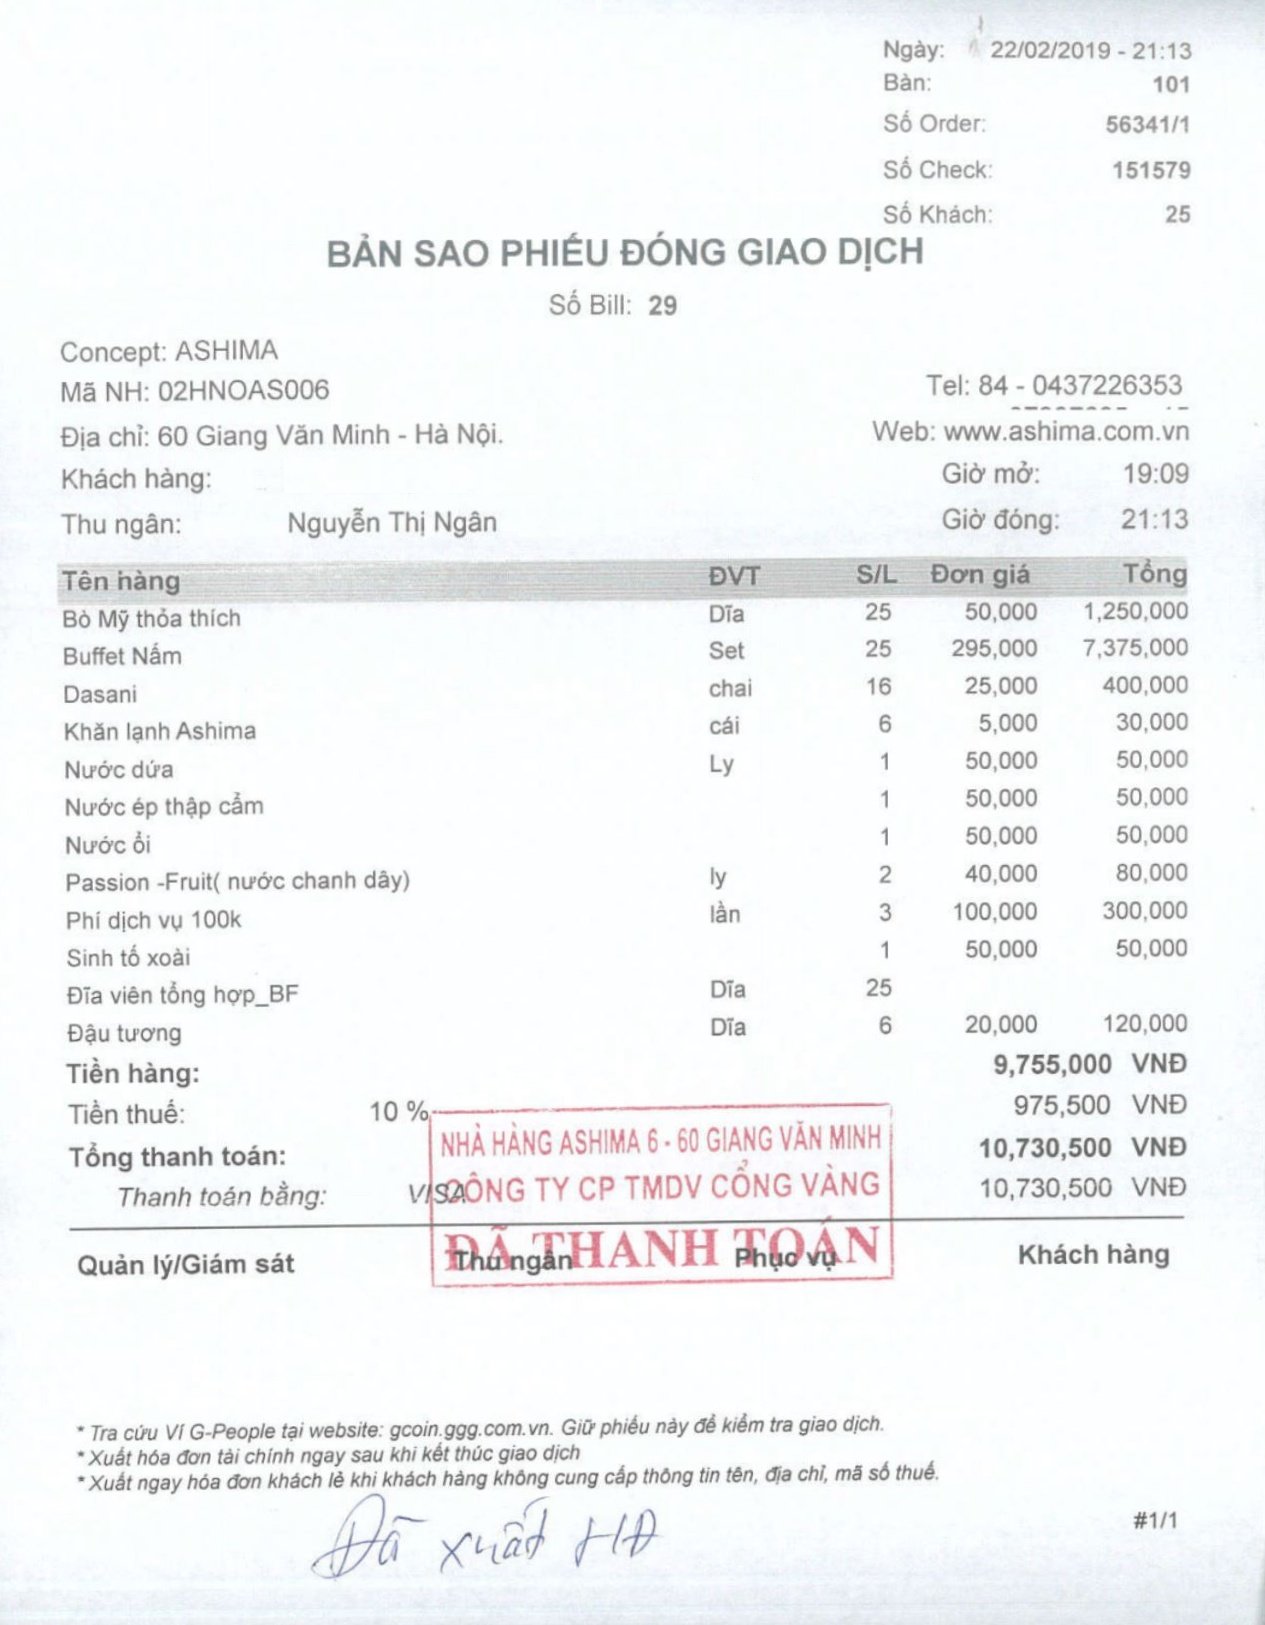 Ngày: 22/02/2019 - 21:13
Bàn: 101
Số Order: 56341/1
Số Check: 151579
Số Khách: 25
BẢN SAO PHIẾU ĐÓNG GIAO DỊCH
Số Bill: 29
Concept: ASHIMA
Mã NH: 02HNOAS006 Tel: 84 - 0437226353
Địa chỉ: 60 Giang Văn Minh - Hà Nội. Web: www.ashima.com.vn
Khách hàng: Giờ mở: 19:09
Thu ngân: Nguyễn Thị Ngân Giờ đóng: 21:13
Tên hàng ĐVT S/L Đơn giá Tổng
Bò Mỹ thỏa thích Dĩa 25 50,000 1,250,000
Buffet Nấm Set 25 295,000 7,375,000
Dasani chai 16 25,000 400,000
Khăn lạnh Ashima cái 6 5,000 30,000
Nước dứa Ly 1 50,000 50,000
Nước ép thập cẩm 1 50,000 50,000
Nước ổi 1 50,000 50,000
Passion -Fruit( nước chanh dây) ly 2 40,000 80,000
Phí dịch vụ 100k lần 3 100,000 300,000
Sinh tố xoài 1 50,000 50,000
Đĩa viên tổng hợp_BF Dĩa 25
Đậu tương Dĩa 6 20,000 120,000
Tiền hàng: 9,755,000 VNĐ
Tiền thuế: 10 % 975,500 VNĐ
NHÀ HÀNG ASHIMA 6 - 60 GIANG VĂN MINH
Tổng thanh toán: 10,730,500 VNĐ
CÔNG TY CP TMDV CỔNG VÀNG
Thanh toán bằng: VISA 10,730,500 VNĐ
ĐÃ THANH TOÁN
Quản lý/Giám sát Thu ngân Phục vụ Khách hàng
* Tra cứu Ví G-People tại website: gcoin.ggg.com.vn. Giữ phiếu này để kiểm tra giao dịch.
* Xuất hóa đơn tài chính ngay sau khi kết thúc giao dịch
* Xuất ngay hóa đơn khách lẻ khi khách hàng không cung cấp thông tin tên, địa chỉ, mã số thuế.
#1/1
Đã xuất HĐ